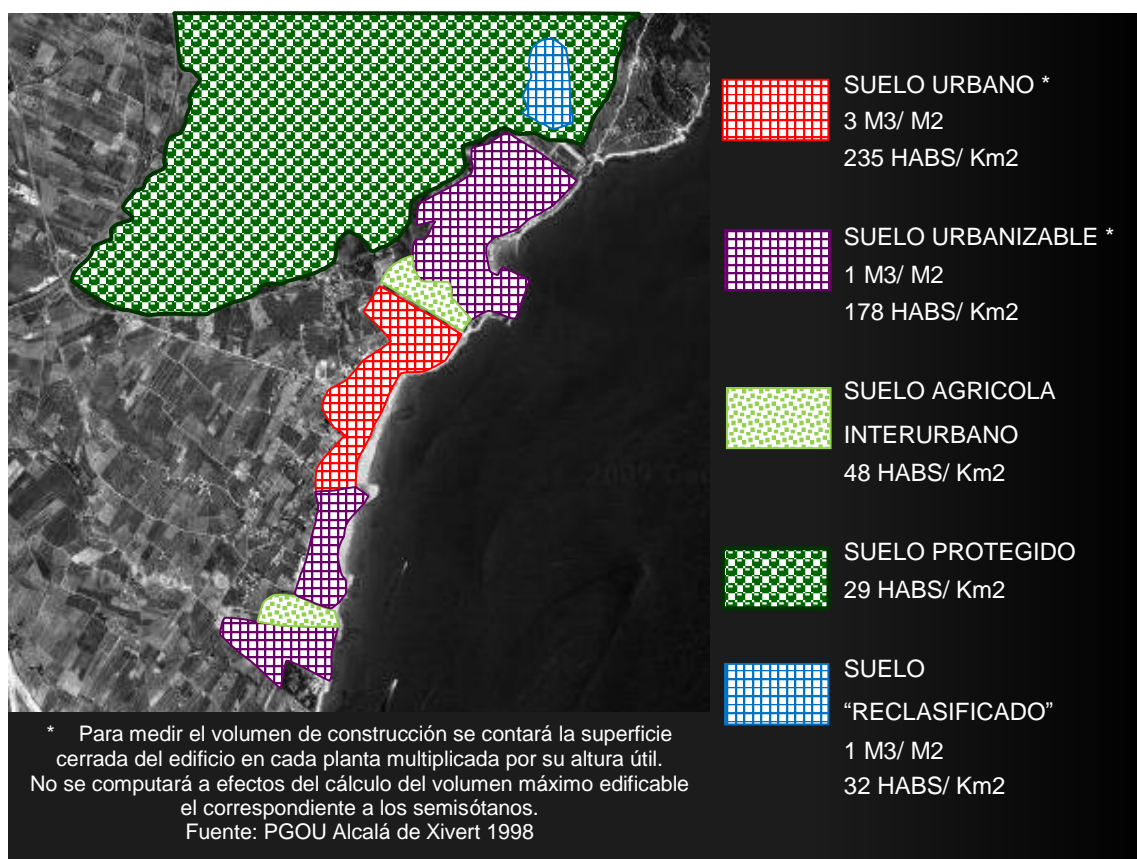 SUELO URBANO *
3 M3/ M2
235 HABS/ Km2
SUELO URBANIZABLE *
1 M3/ M2
178 HABS/ Km2
SUELO AGRICOLA
INTERURBANO
48 HABS/ Km2
SUELO PROTEGIDO
29 HABS/ Km2
SUELO
“RECLASIFICADO”
1 M3/ M2
32 HABS/ Km2
* Para medir el volumen de construcción se contará la superficie
cerrada del edificio en cada planta multiplicada por su altura útil.
No se computará a efectos del cálculo del volumen máximo edificable
el correspondiente a los semisótanos.
Fuente: PGOU Alcalá de Xivert 1998